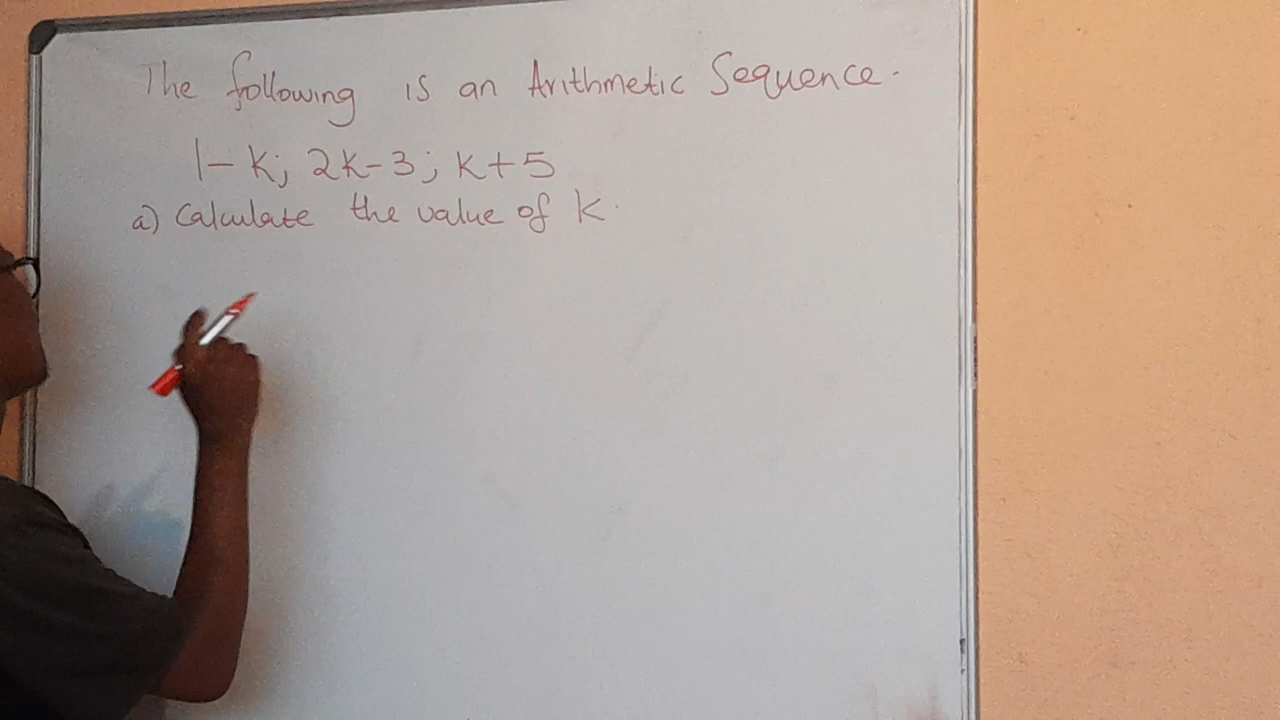 The following is an Arithmetic Sequence.
1-k; 2k-3; k+5
a) Calculate the value of k.